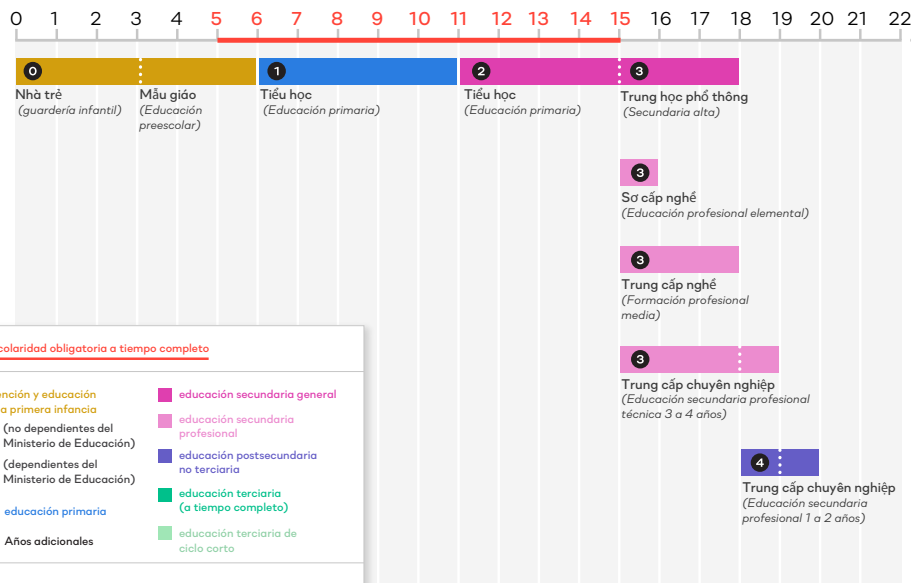 0 1 2 3 4 5 6 7 8 9 10 11 12 13 14 15 16 17 18 19 20 21 22
0 1 2 3
Nhà trẻ
(guardería infantil)
Mẫu giáo
(Educación
preescolar)
Tiểu học
(Educación primaria)
Tiểu học
(Educación primaria)
Trung học phổ thông
(Secundaria alta)
3
Sơ cấp nghề
(Educación profesional elemental)
3
Trung cấp nghề
(Formación profesional
media)
3
Trung cấp chuyên nghiệp
(Educación secundaria profesional
técnica 3 a 4 años)
4
Trung cấp chuyên nghiệp
(Educación secundaria
profesional 1 a 2 años)
colaridad obligatoria a tiempo completo
nción y educación
a primera infancia
(no dependientes del
Ministerio de Educación)
(dependientes del
Ministerio de Educación)
educación primaria
Años adicionales
educación secundaria general
educación secundaria
profesional
educación postsecundaria
no terciaria
educación terciaria
(a tiempo completo)
educación terciaria de
ciclo corto